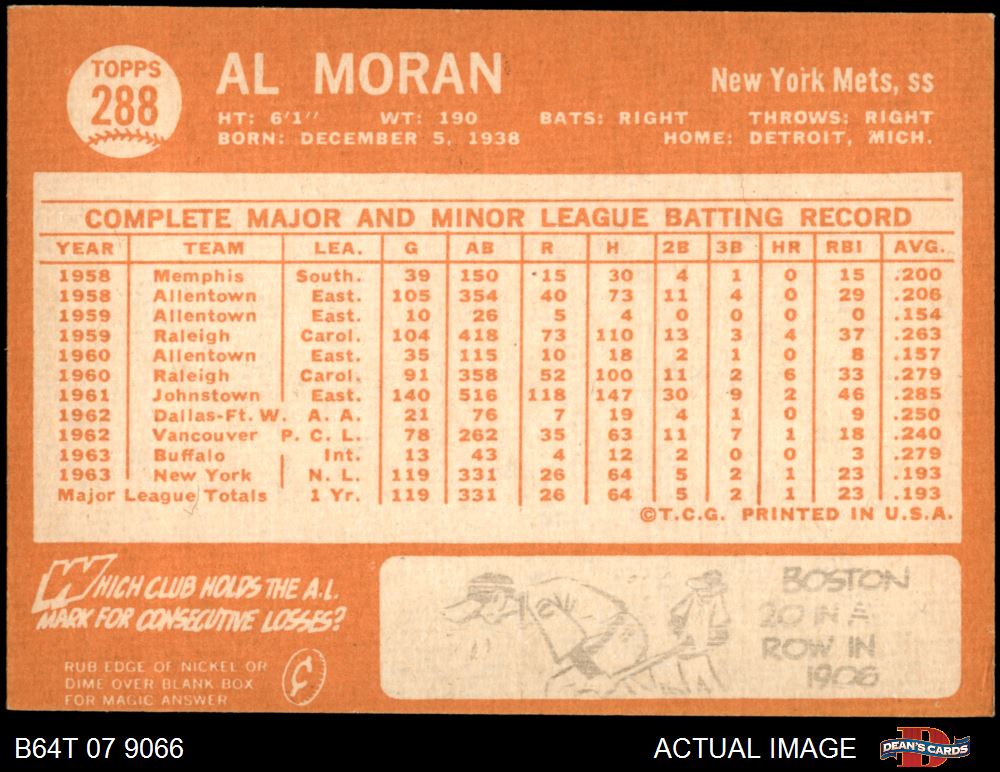 TOPPS
288
AL MORAN
New York Mets, ss
HT: 6'1'' WT: 190 BATS: RIGHT THROWS: RIGHT
BORN: DECEMBER 5, 1938 HOME: DETROIT, MICH.
COMPLETE MAJOR AND MINOR LEAGUE BATTING RECORD
YEAR TEAM LEA. G AB R H 2B 3B HR RBI AVG.
1958 Memphis South. 39 150 15 30 4 1 0 15 .200
1958 Allentown East. 105 354 40 73 11 4 0 29 .206
1959 Allentown East. 10 26 5 4 0 0 0 0 .154
1959 Raleigh Carol. 104 418 73 110 13 3 4 37 .263
1960 Allentown East. 35 115 10 18 2 1 0 8 .157
1960 Raleigh Carol. 91 358 52 100 11 2 6 33 .279
1961 Johnstown East. 140 516 118 147 30 9 2 46 .285
1962 Dallas-Ft. W. A. A. 21 76 7 19 4 1 0 9 .250
1962 Vancouver P. C. L. 78 262 35 63 11 7 1 18 .240
1963 Buffalo Int. 13 43 4 12 2 0 0 3 .279
1963 New York N. L. 119 331 26 64 5 2 1 23 .193
Major League Totals 1 Yr. 119 331 26 64 5 2 1 23 .193
©T.C.G. PRINTED IN U.S.A.
WHICH CLUB HOLDS THE A.L.
MARK FOR CONSECUTIVE LOSSES?
RUB EDGE OF NICKEL OR
DIME OVER BLANK BOX
FOR MAGIC ANSWER
¢
BOSTON
20 IN A
ROW IN
1906
B64T 07 9066
ACTUAL IMAGE
D
DEAN'S CARDS